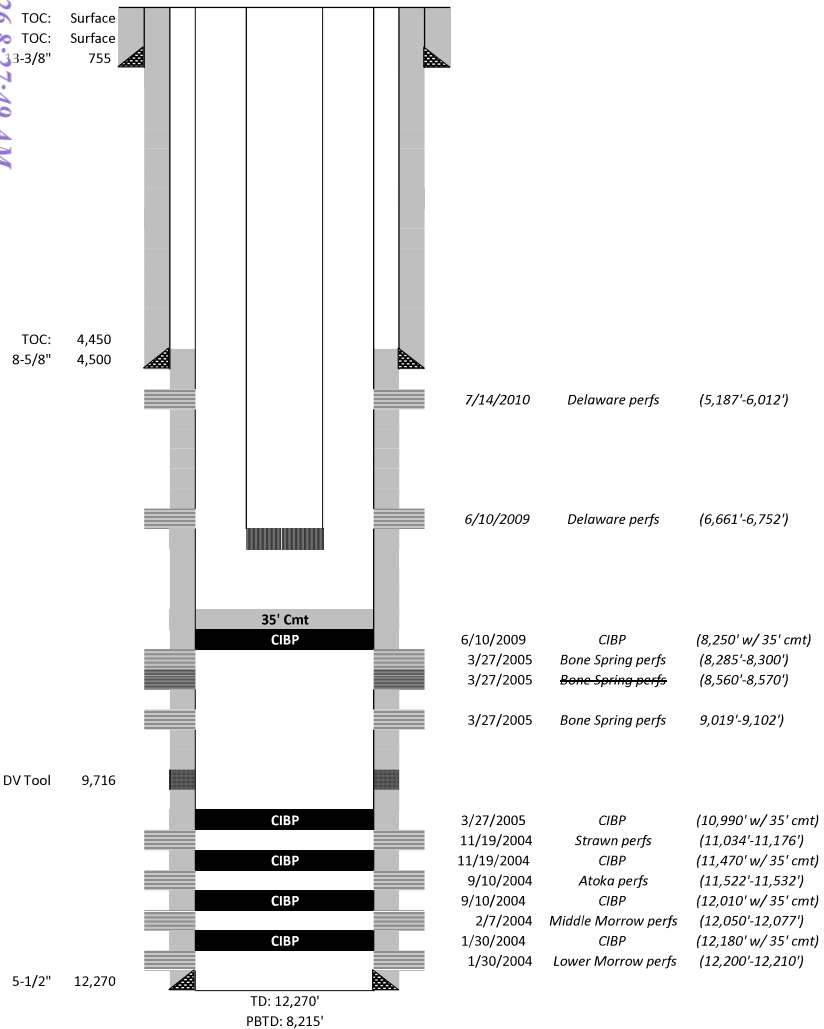 TOC: Surface
TOC: Surface
13-3/8" 755
TOC: 4,450
8-5/8" 4,500
7/14/2010 Delaware perfs (5,187'-6,012')
6/10/2009 Delaware perfs (6,661'-6,752')
35' Cmt
CIBP 6/10/2009 CIBP (8,250' w/ 35' cmt)
3/27/2005 Bone Spring perfs (8,285'-8,300')
3/27/2005 Bone Spring perfs (8,560'-8,570')
3/27/2005 Bone Spring perfs 9,019'-9,102')
DV Tool 9,716
CIBP 3/27/2005 CIBP (10,990' w/ 35' cmt)
11/19/2004 Strawn perfs (11,034'-11,176')
CIBP 11/19/2004 CIBP (11,470' w/ 35' cmt)
9/10/2004 Atoka perfs (11,522'-11,532')
CIBP 9/10/2004 CIBP (12,010' w/ 35' cmt)
2/7/2004 Middle Morrow perfs (12,050'-12,077')
CIBP 1/30/2004 CIBP (12,180' w/ 35' cmt)
1/30/2004 Lower Morrow perfs (12,200'-12,210')
5-1/2" 12,270
TD: 12,270'
PBTD: 8,215'
26 8:27:49 AM